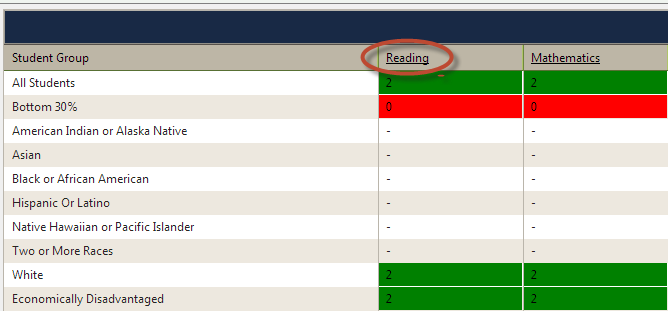 Student Group Reading Mathematics
All Students 2 2
Bottom 30% 0 0
American Indian or Alaska Native - -
Asian - -
Black or African American - -
Hispanic Or Latino - -
Native Hawaiian or Pacific Islander - -
Two or More Races - -
White 2 2
Economically Disadvantaged 2 2